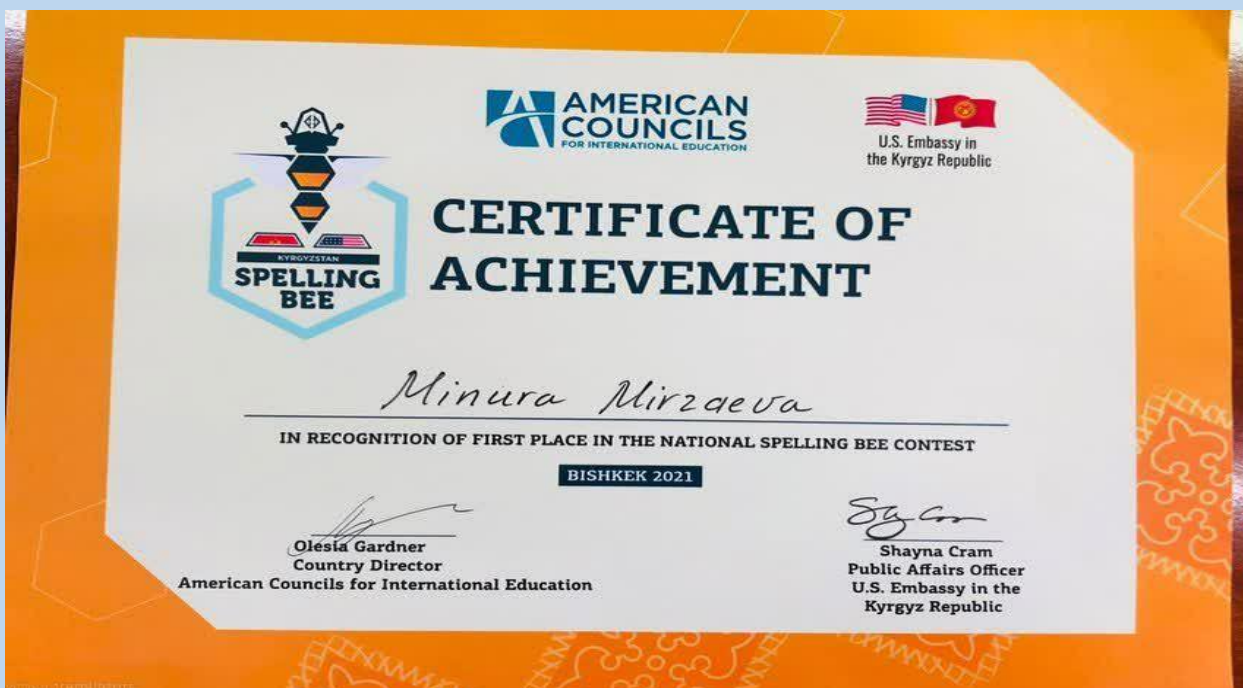 AMERICAN
COUNCILS
FOR INTERNATIONAL EDUCATION
U.S. Embassy in
the Kyrgyz Republic
KYRGYZSTAN
SPELLING
BEE
CERTIFICATE OF
ACHIEVEMENT
Minura Mirzaeva
IN RECOGNITION OF FIRST PLACE IN THE NATIONAL SPELLING BEE CONTEST
BISHKEK 2021
Olesia Gardner
Country Director
American Councils for International Education
Shayna Cram
Public Affairs Officer
U.S. Embassy in the
Kyrgyz Republic